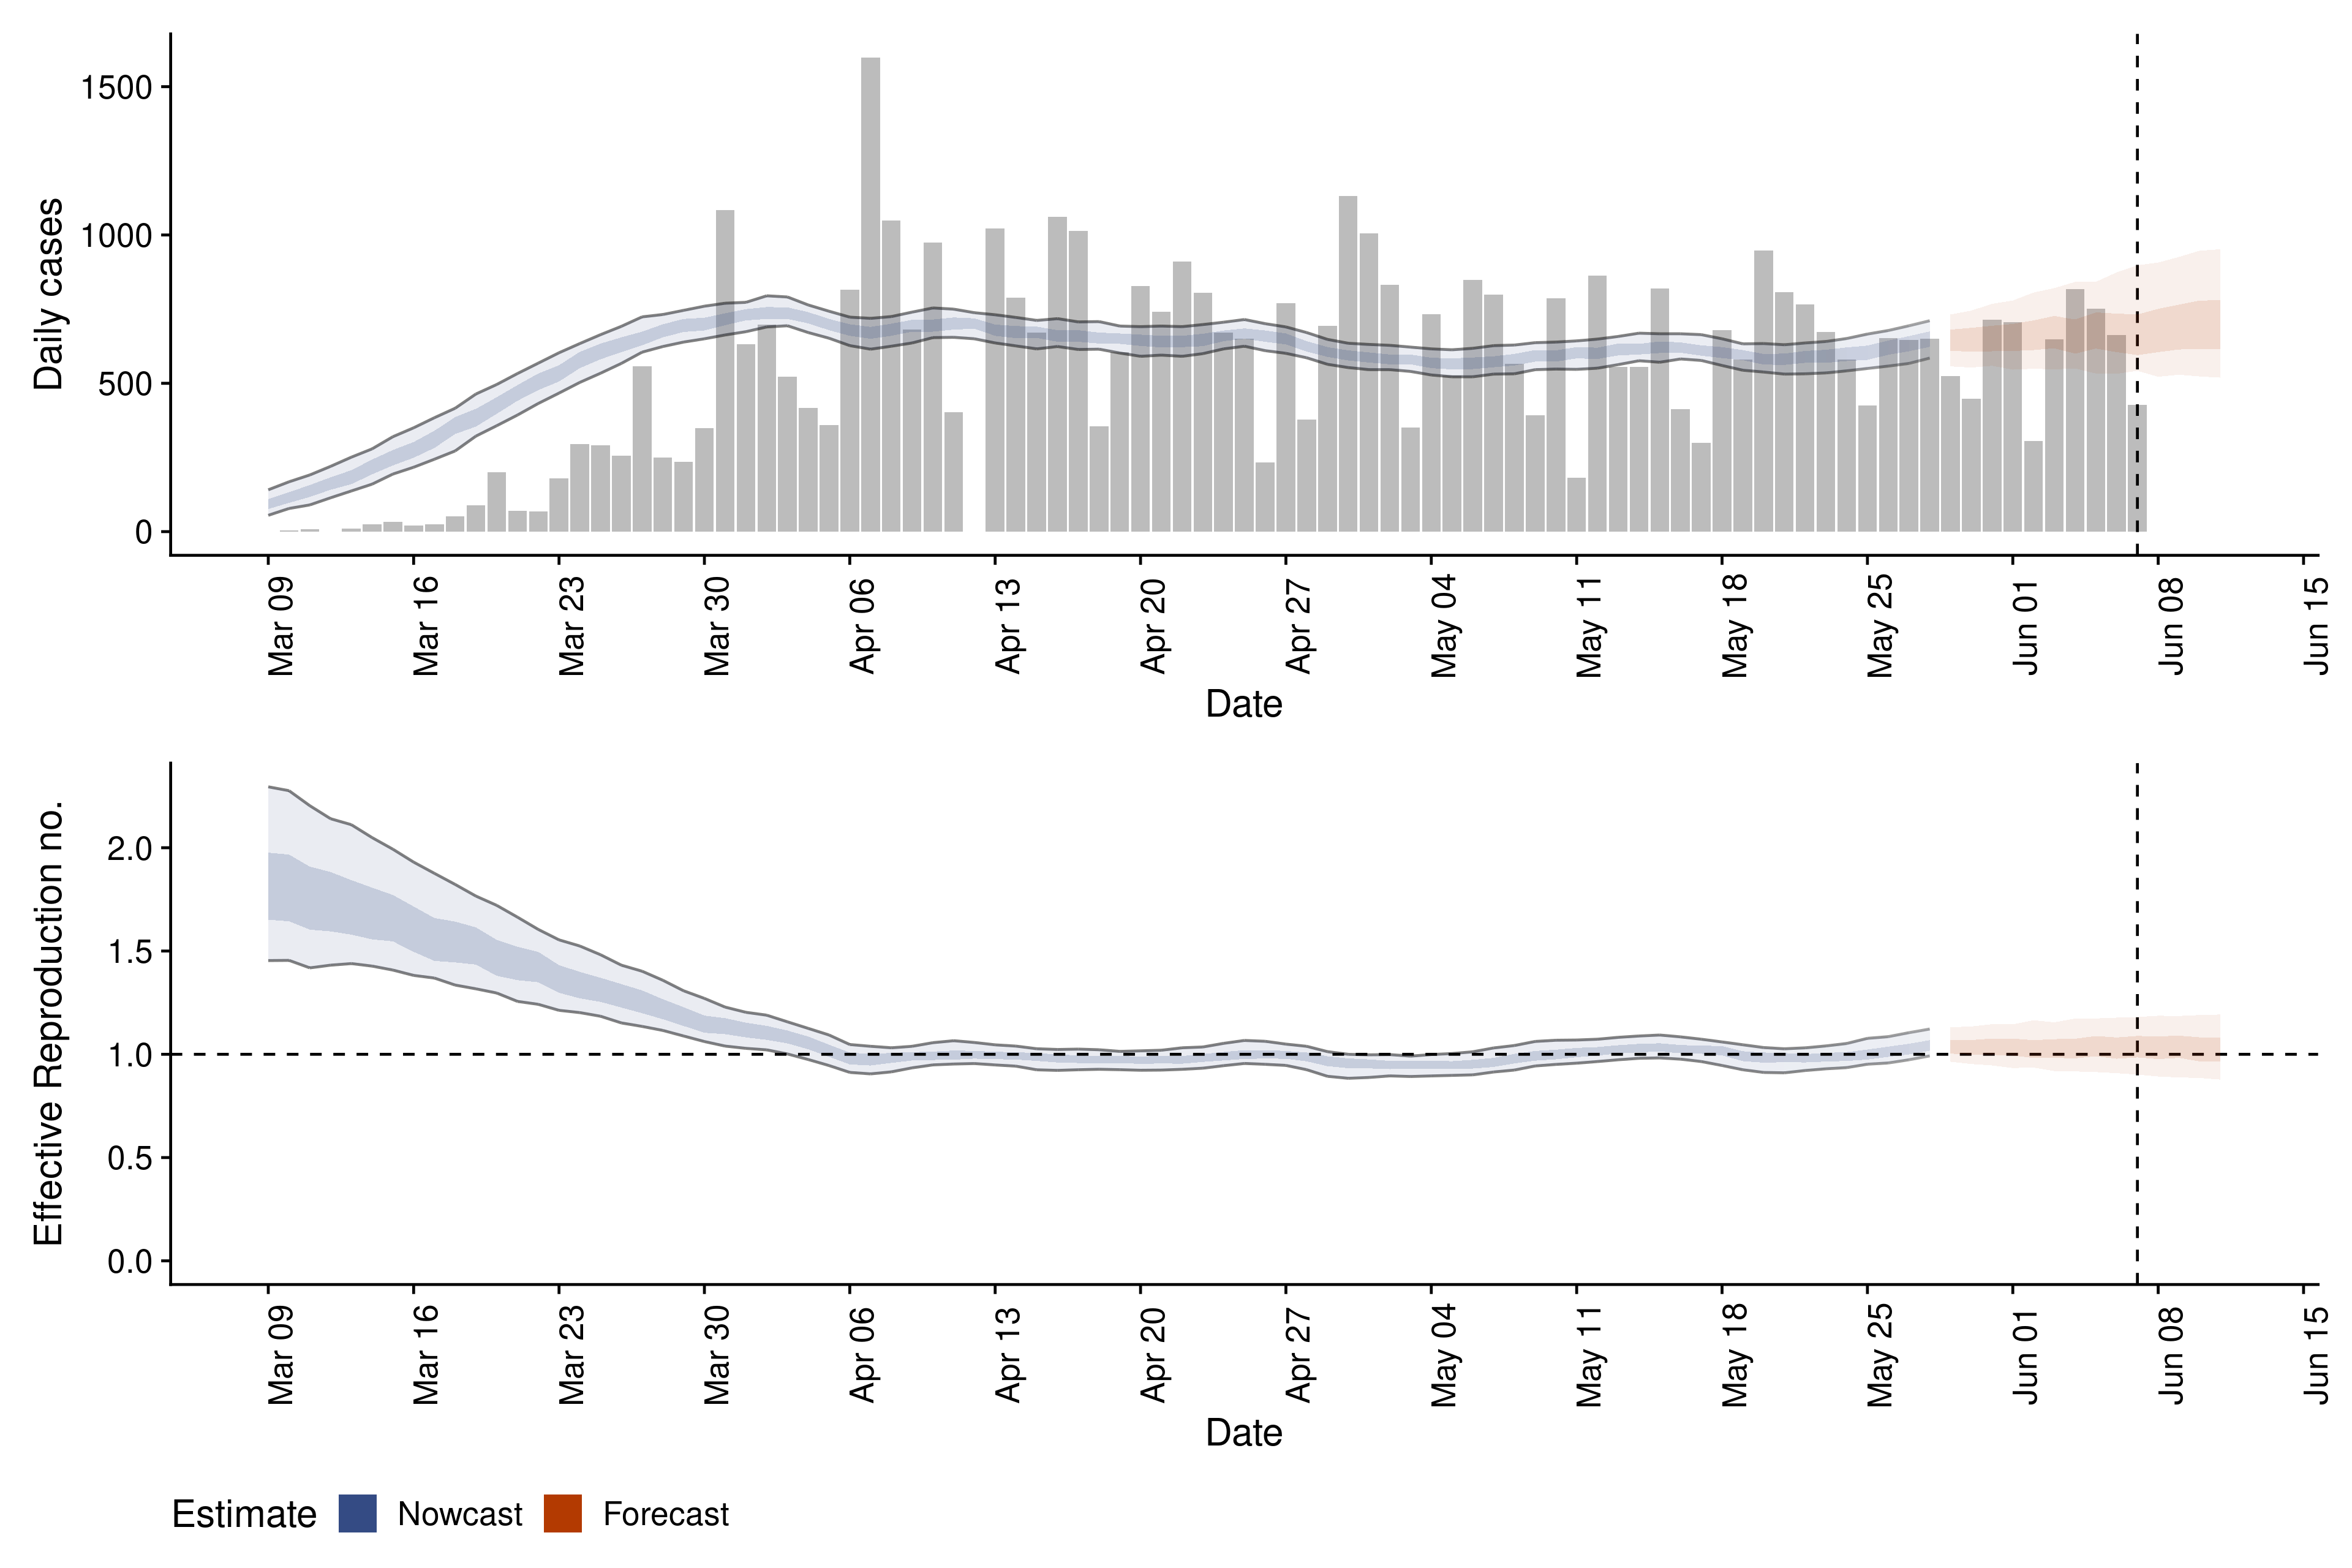 Daily cases
1500
1000
500
0
Mar 09
Mar 16
Mar 23
Mar 30
Apr 06
Apr 13
Apr 20
Apr 27
May 04
May 11
May 18
May 25
Jun 01
Jun 08
Jun 15
Date
Effective Reproduction no.
2.0
1.5
1.0
0.5
0.0
Mar 09
Mar 16
Mar 23
Mar 30
Apr 06
Apr 13
Apr 20
Apr 27
May 04
May 11
May 18
May 25
Jun 01
Jun 08
Jun 15
Date
Estimate Nowcast Forecast